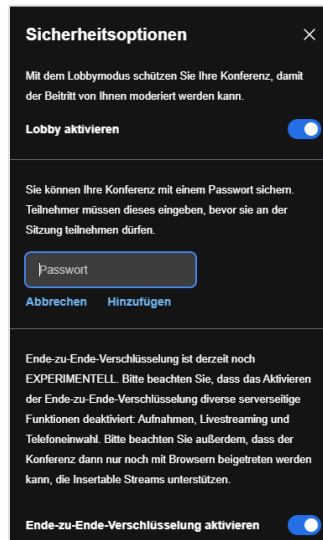 Sicherheitsoptionen
Mit dem Lobbymodus schützen Sie Ihre Konferenz, damit
der Beitritt von Ihnen moderiert werden kann.
Lobby aktivieren
Sie können Ihre Konferenz mit einem Passwort sichern.
Teilnehmer müssen dieses eingeben, bevor sie an der
Sitzung teilnehmen dürfen.
Passwort
Abbrechen Hinzufügen
Ende-zu-Ende-Verschlüsselung ist derzeit noch
EXPERIMENTELL. Bitte beachten Sie, dass das Aktivieren
der Ende-zu-Ende-Verschlüsselung diverse serverseitige
Funktionen deaktiviert: Aufnahmen, Livestreaming und
Telefoneinwahl. Bitte beachten Sie außerdem, dass der
Konferenz dann nur noch mit Browsern beigetreten werden
kann, die Insertable Streams unterstützen.
Ende-zu-Ende-Verschlüsselung aktivieren